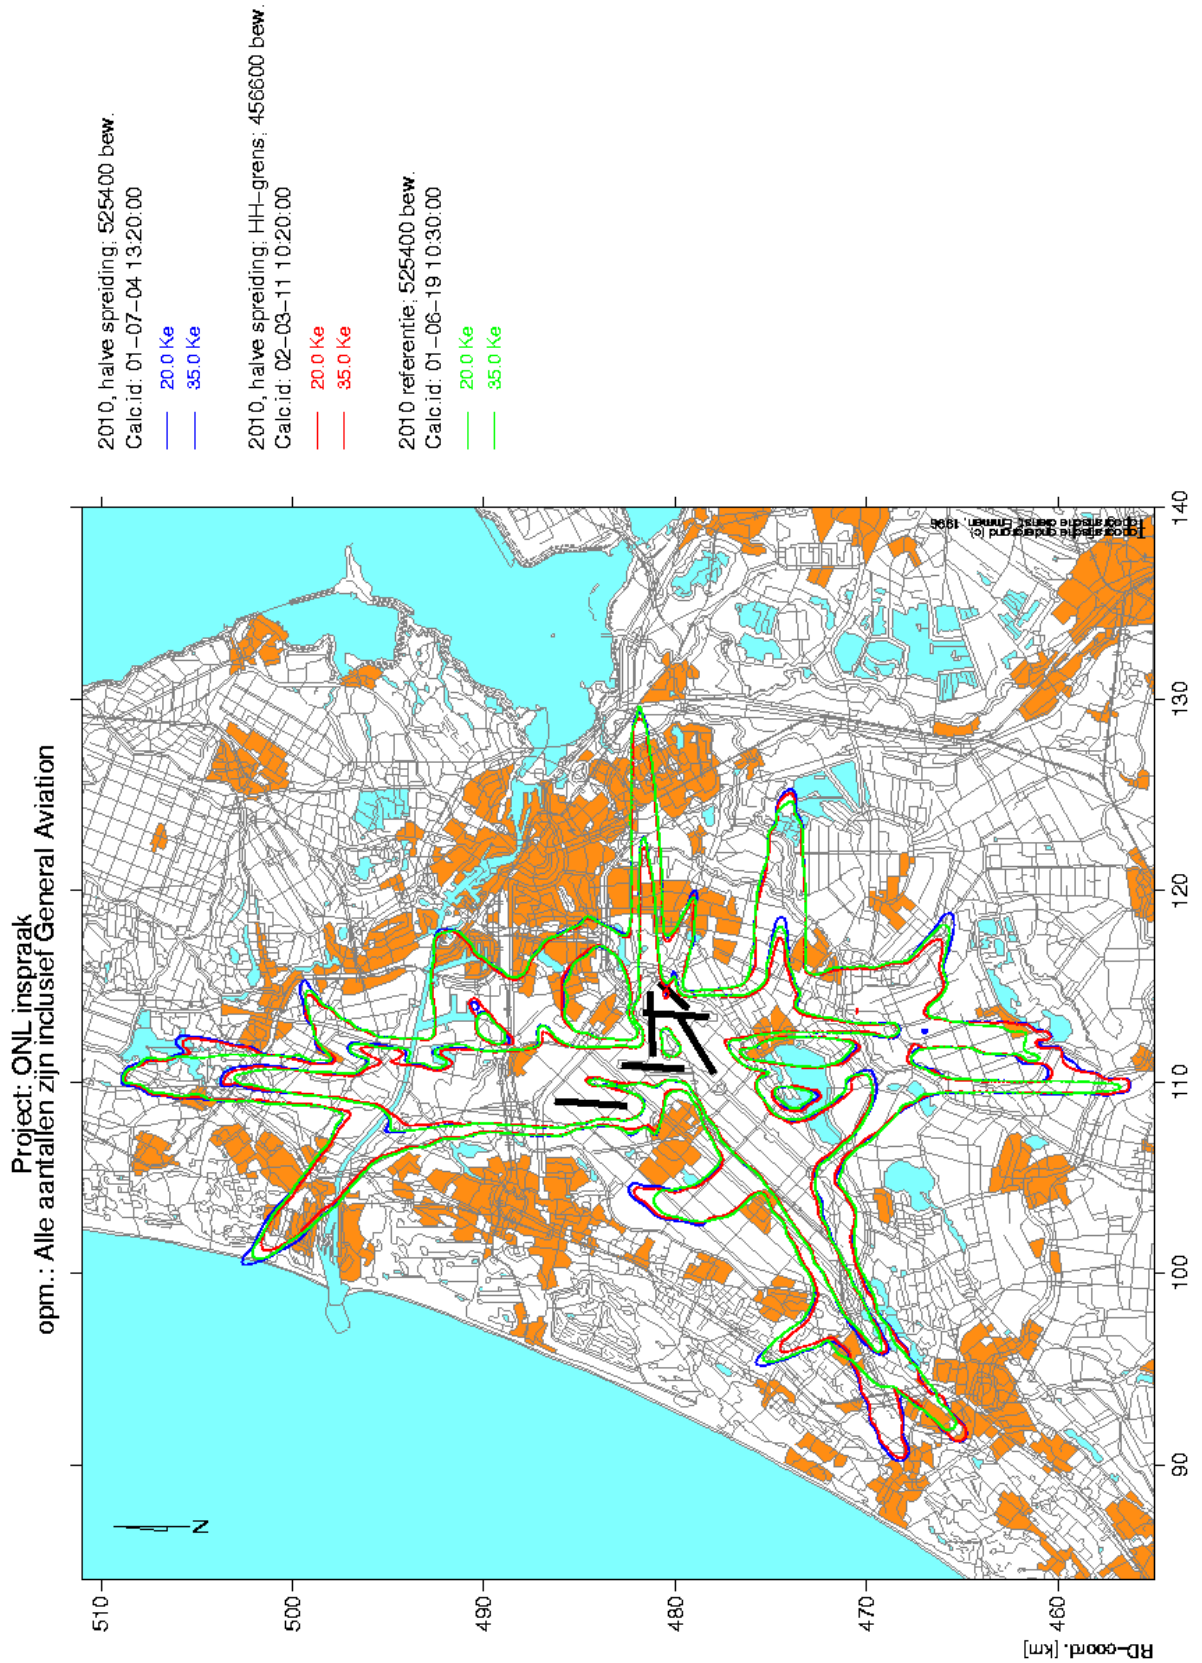 Project: ONL inspraak
opm.: Alle aantallen zijn inclusief General Aviation
2010, halve spreiding; 525400 bew.
Calc.id: 01-07-04 13:20:00
20.0 Ke
35.0 Ke
2010, halve spreiding; HH-grens; 456600 bew.
Calc.id: 02-03-11 10:20:00
20.0 Ke
35.0 Ke
2010 referentie; 525400 bew.
Calc.id: 01-06-19 10:30:00
20.0 Ke
35.0 Ke
510
500
490
480
470
460
90
100
110
120
130
140
RD-coord. [km]
N
Topografische ondergrond (c)
Topografische dienst, Emmen, 1996